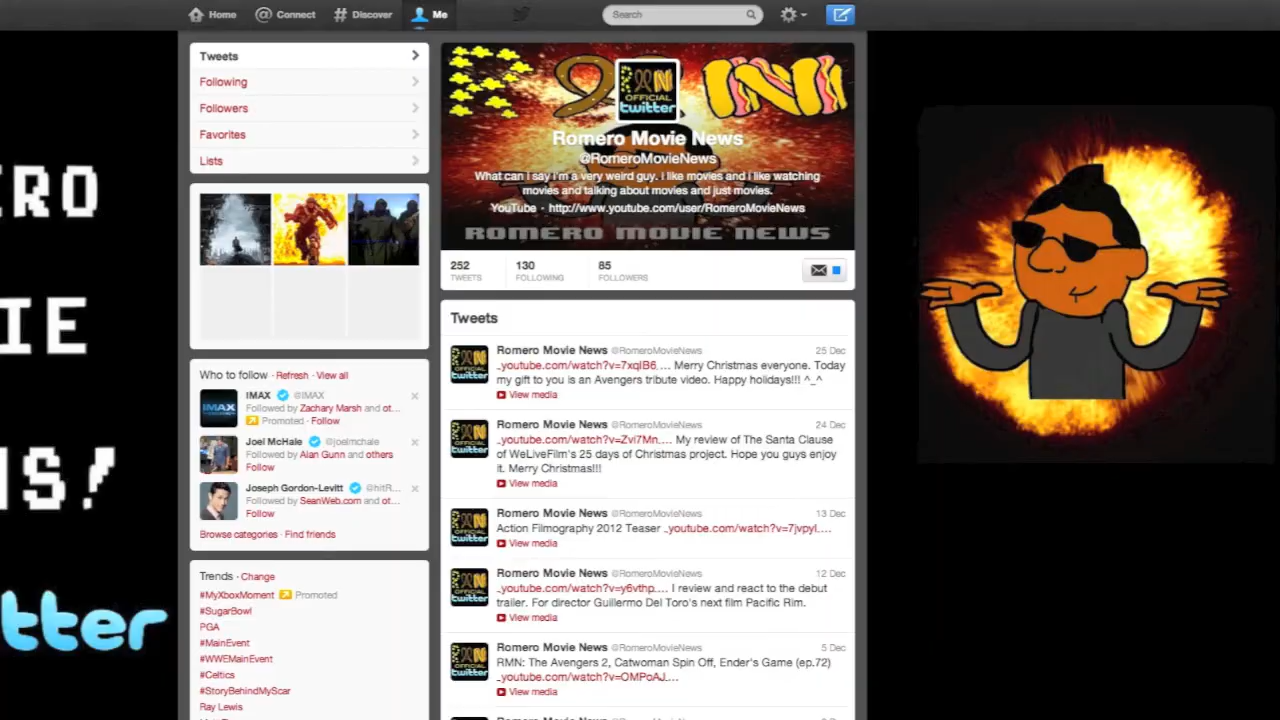 Home
Connect
Discover
Me
Search
ERO
IE
S!
tter
Tweets
Following
Followers
Favorites
Lists
Who to follow · Refresh · View all
IMAX @IMAX
Followed by Zachary Marsh and ot...
Promoted · Follow
Joel McHale @joelmchale
Followed by Alan Gunn and others
Follow
Joseph Gordon-Levitt @hitR...
Followed by SeanWeb.com and ot...
Follow
Browse categories · Find friends
Trends · Change
#MyXboxMoment Promoted
#SugarBowl
PGA
#MainEvent
#WWEMainEvent
#Celtics
#StoryBehindMyScar
Ray Lewis
OFFICIAL
twitter
Romero Movie News
@RomeroMovieNews
What can i say i'm a very weird guy. i like movies and i like watching
movies and talking about movies and just movies.
YouTube · http://www.youtube.com/user/RomeroMovieNews
ROMERO MOVIE NEWS
252 TWEETS
130 FOLLOWING
85 FOLLOWERS
Tweets
Romero Movie News @RomeroMovieNews 25 Dec
youtube.com/watch?v=7xqIB6.... Merry Christmas everyone. Today
my gift to you is an Avengers tribute video. Happy holidays!!! ^_^
View media
Romero Movie News @RomeroMovieNews 24 Dec
youtube.com/watch?v=Zvi7Mn.... My review of The Santa Clause
of WeLiveFilm's 25 days of Christmas project. Hope you guys enjoy
it. Merry Christmas!!!
View media
Romero Movie News @RomeroMovieNews 13 Dec
Action Filmography 2012 Teaser youtube.com/watch?v=7jvpyI....
View media
Romero Movie News @RomeroMovieNews 12 Dec
youtube.com/watch?v=y6vthp.... I review and react to the debut
trailer. For director Guillermo Del Toro's next film Pacific Rim.
View media
Romero Movie News @RomeroMovieNews 5 Dec
RMN: The Avengers 2, Catwoman Spin Off, Ender's Game (ep.72)
youtube.com/watch?v=OMPoAJ....
View media
Romero Movie News @RomeroMovieNews